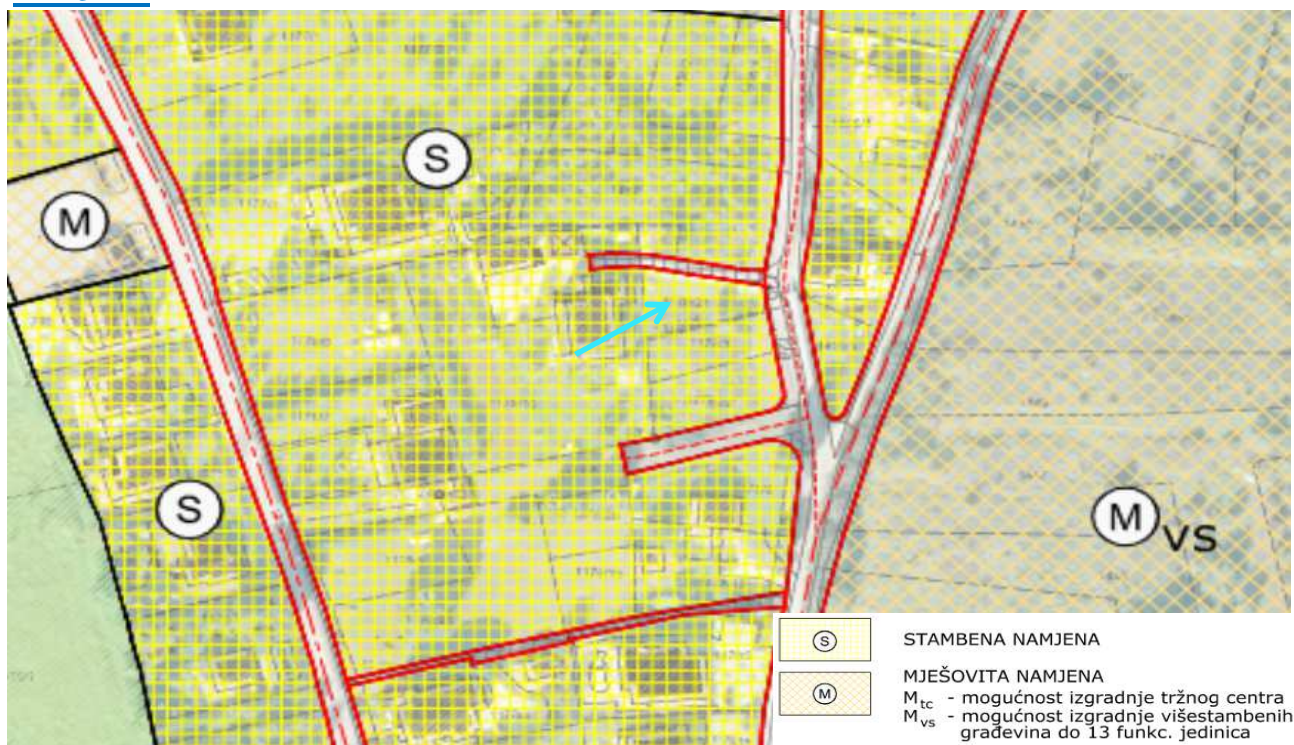 S
M
S
M VS
S STAMBENA NAMJENA
M MJEŠOVITA NAMJENA
Mtc - mogućnost izgradnje tržnog centra
Mvs - mogućnost izgradnje višestambenih
građevina do 13 funkc. jedinica